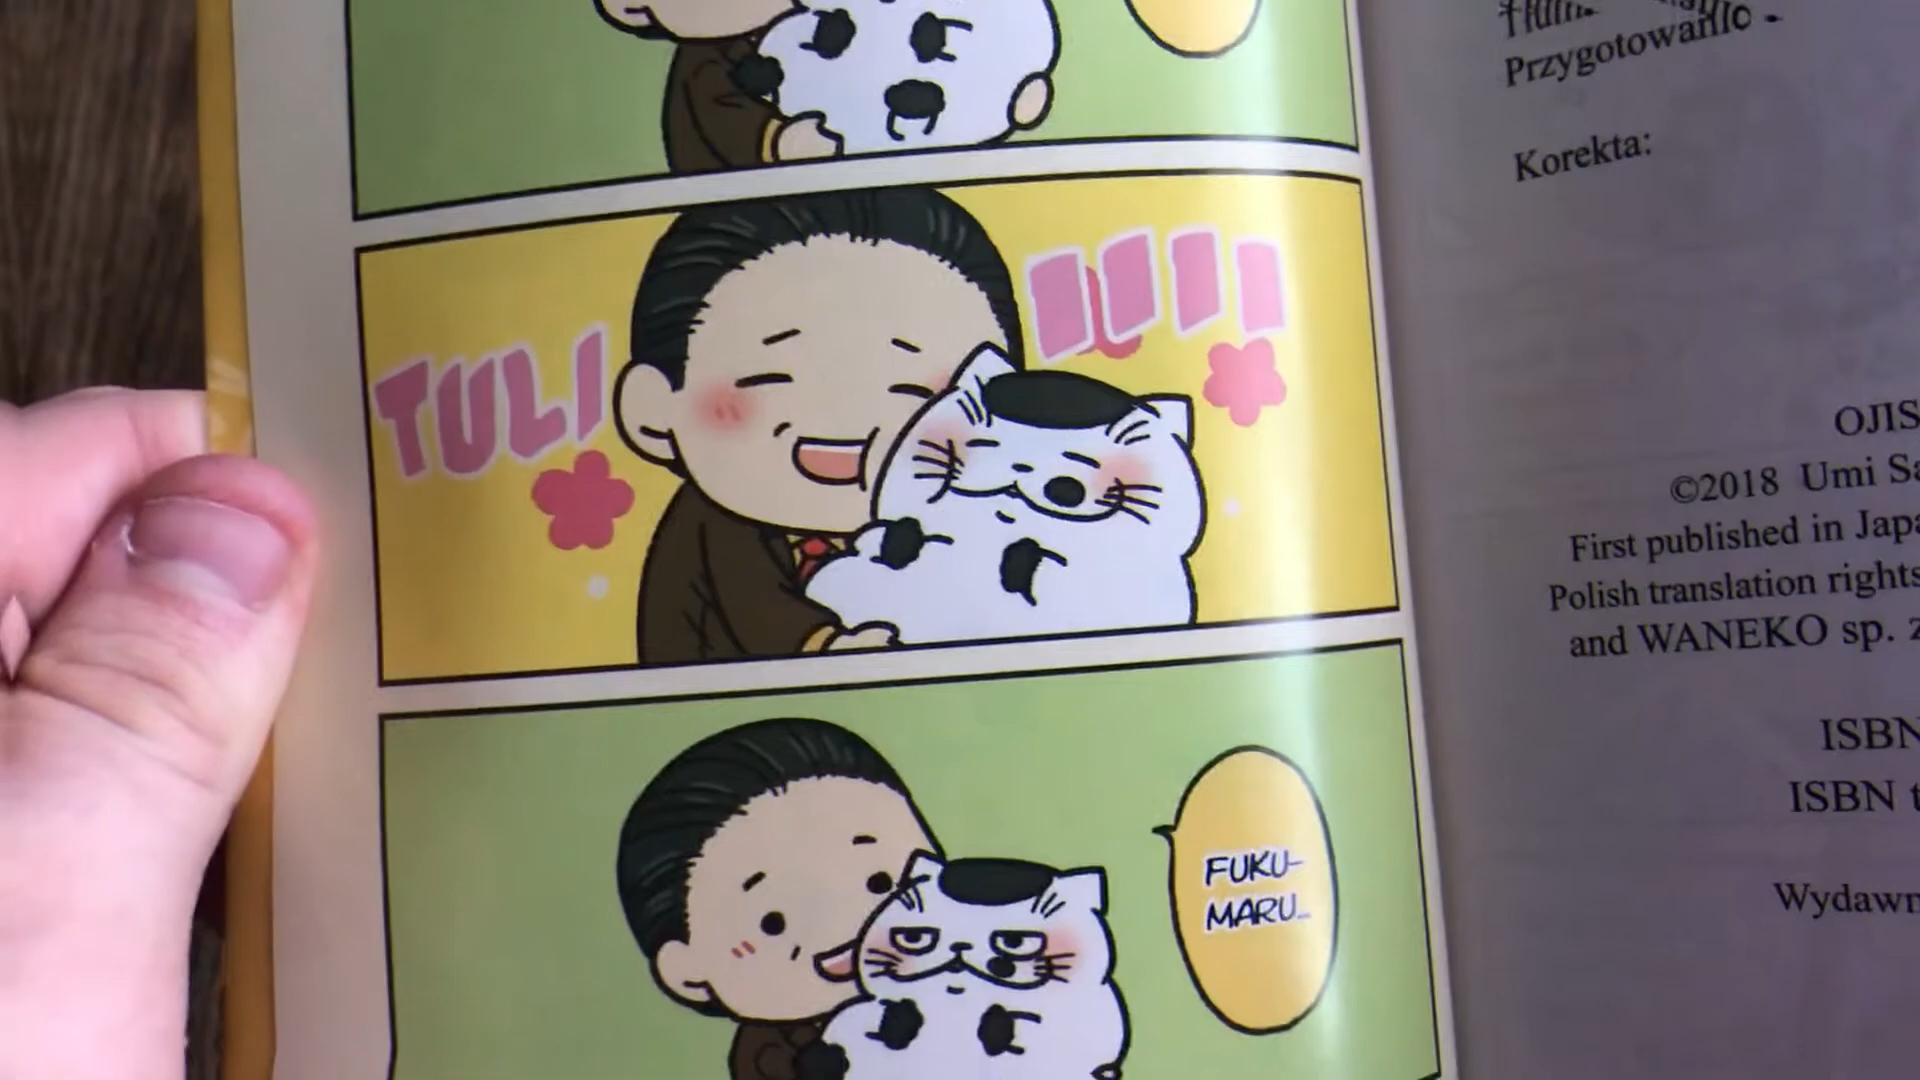 TULI
FUKU-
MARU...
Przygotowanie -
Korekta:
OJIS
©2018 Umi Sa
First published in Japa
Polish translation rights
and WANEKO sp. z
ISBN
ISBN t
Wydawn